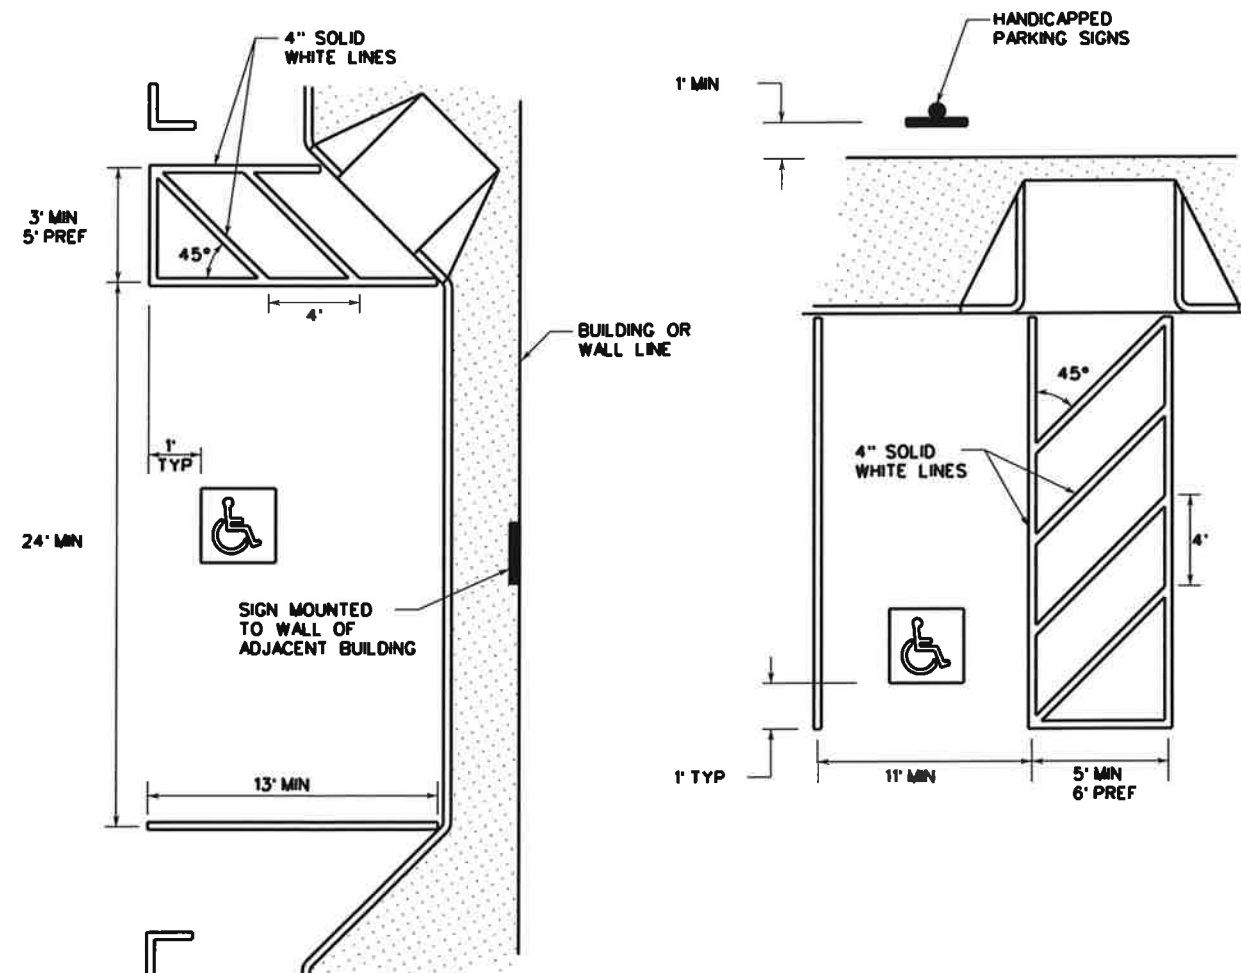 4" SOLID
WHITE LINES
3' MIN
5' PREF
45°
4'
BUILDING OR
WALL LINE
1'
TYP
24' MIN
SIGN MOUNTED
TO WALL OF
ADJACENT BUILDING
13' MIN
HANDICAPPED
PARKING SIGNS
1' MIN
45°
4" SOLID
WHITE LINES
4'
1' TYP
11' MIN
5' MIN
6' PREF